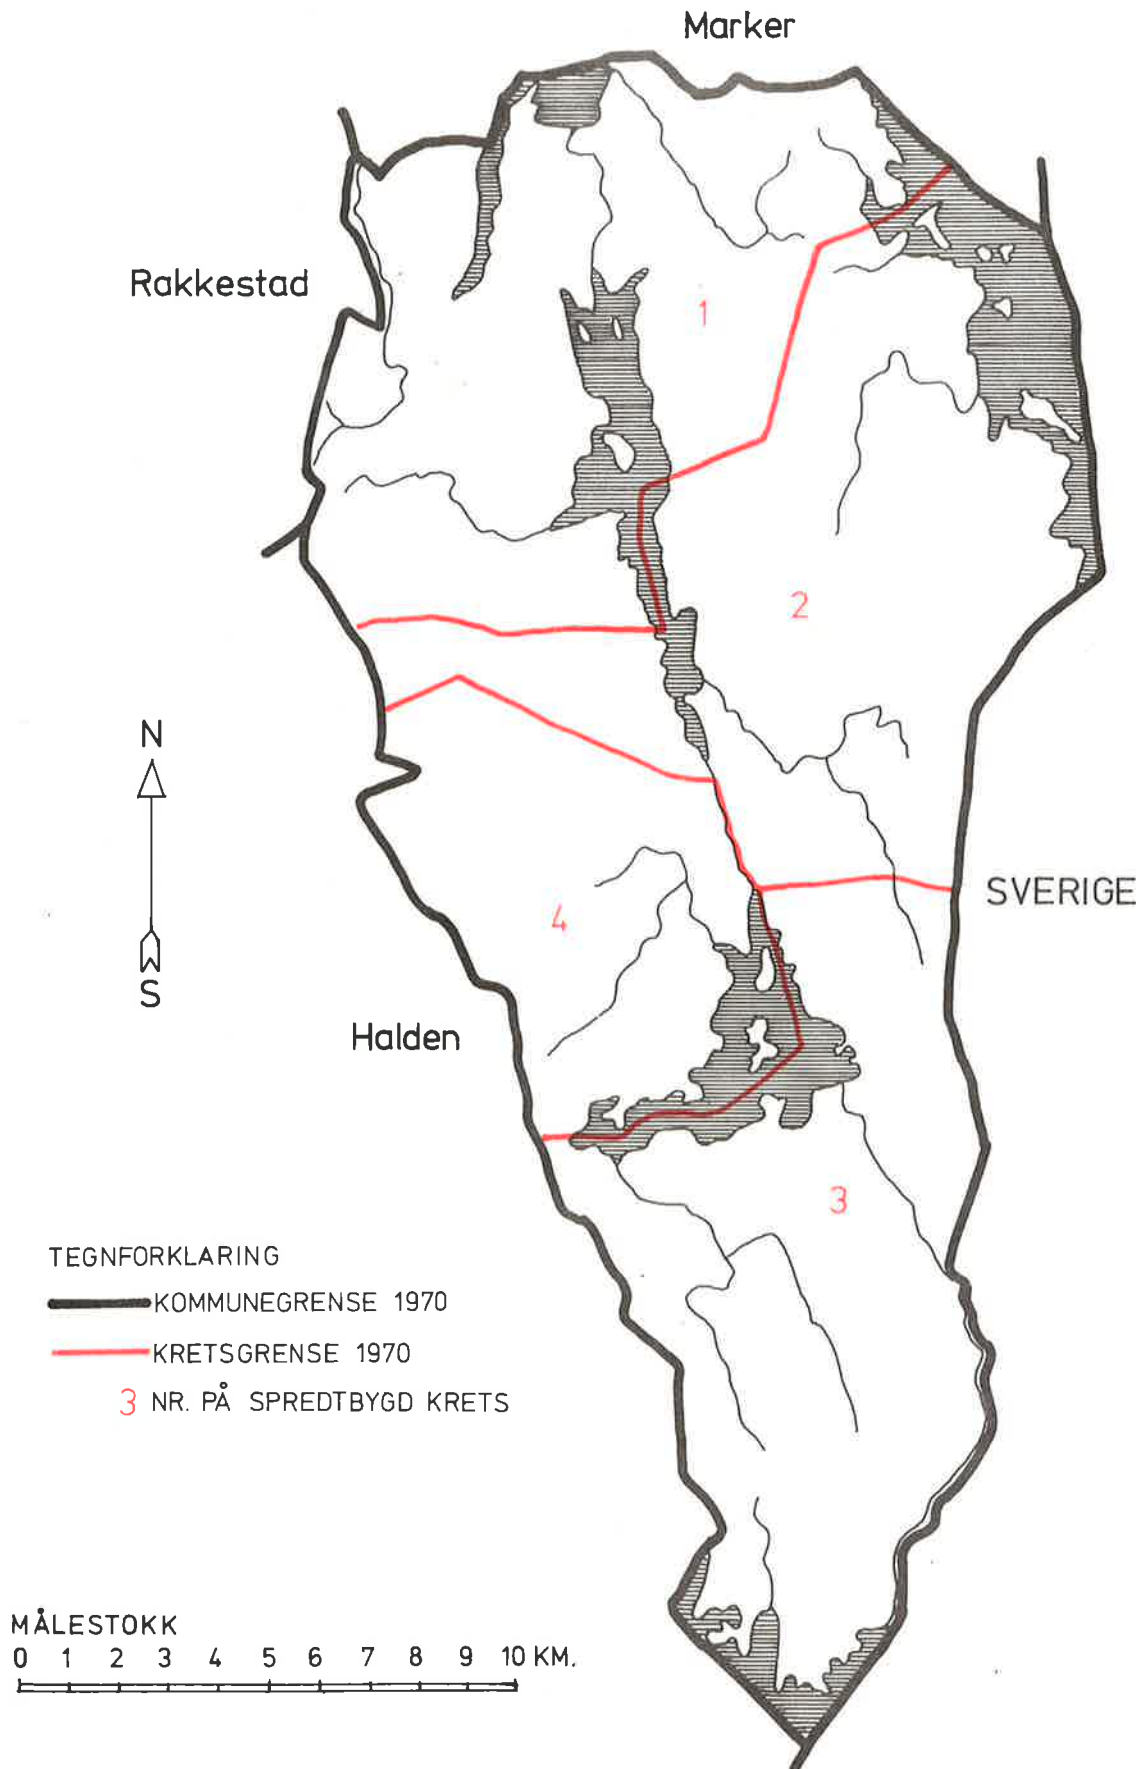 Marker
Rakkestad
1
2
N
SVERIGE
4
S
Halden
3
TEGNFORKLARING
KOMMUNEGRENSE 1970
KRETSGRENSE 1970
3 NR. PÅ SPREDTBYGD KRETS
MÅLESTOKK
0 1 2 3 4 5 6 7 8 9 10 KM.